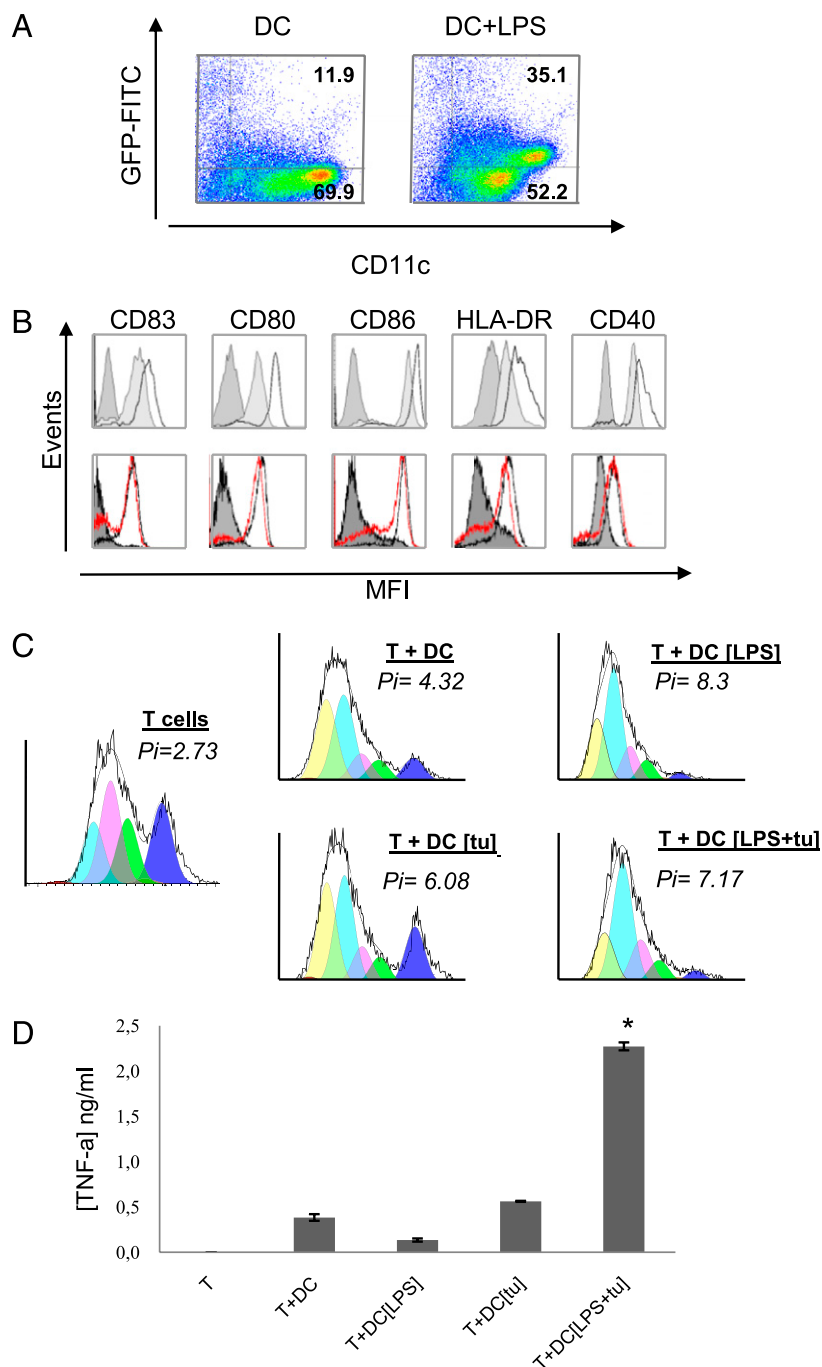 A
DC
DC+LPS
GFP-FITC
11.9
69.9
35.1
52.2
CD11c
B
CD83
CD80
CD86
HLA-DR
CD40
Events
MFI
C
T cells
Pi=2.73
T + DC
Pi= 4.32
T + DC [LPS]
Pi= 8.3
T + DC [tu]
Pi= 6.08
T + DC [LPS+tu]
Pi= 7.17
D
[TNF-a] ng/ml
2,5
2,0
1,0
1,0
0,5
0,0
*
T
T+DC
T+DC[LPS]
T+DC[tu]
T+DC[LPS+tu]